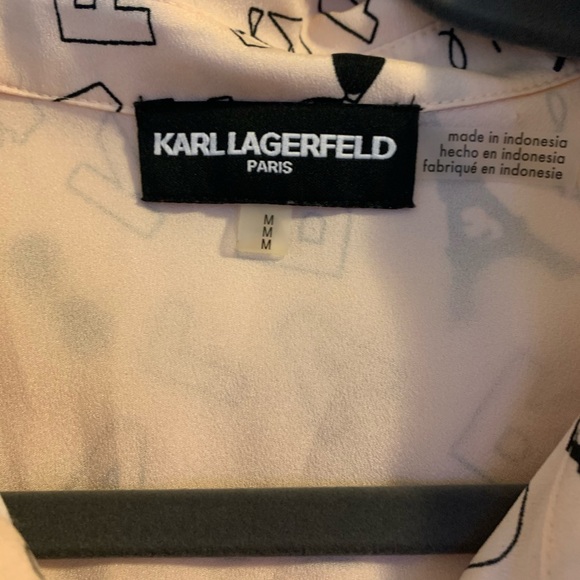 KARL LAGERFELD
PARIS
made in indonesia
hecho en indonesia
fabriqué en indonesie
M
M
M